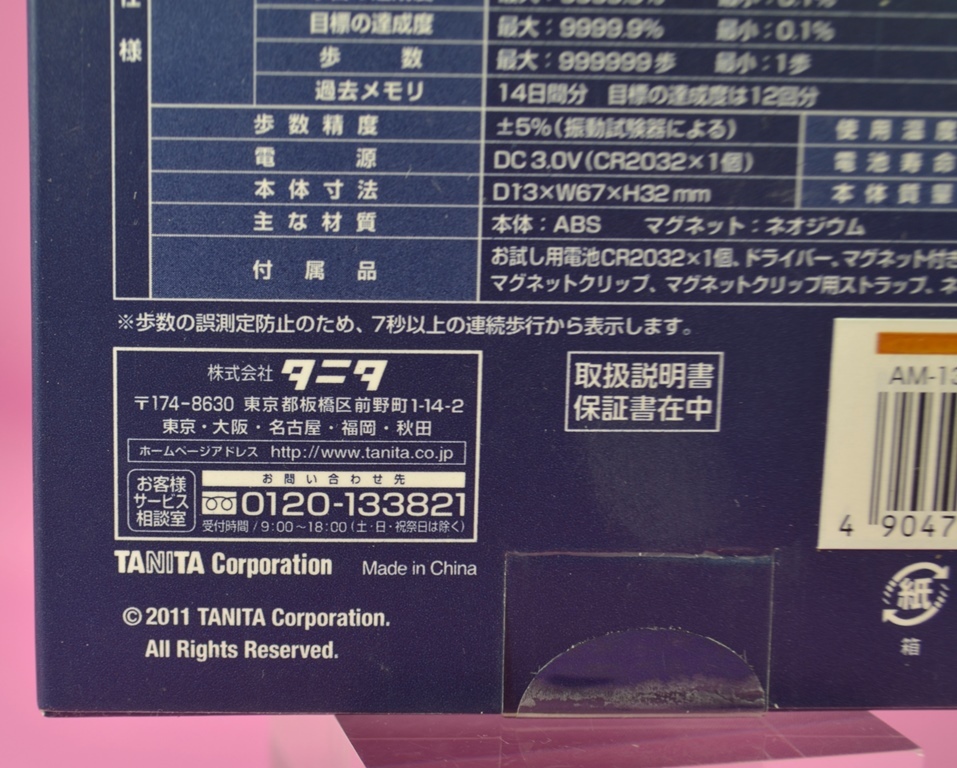 仕様
目標の達成度 最大：9999.9% 最小：0.1%
歩数 最大：999999歩 最小：1歩
過去メモリ 14日間分 目標の達成度は12回分
歩数精度 ±5%（振動試験器による） 使用温度
電源 DC 3.0V（CR2032×1個） 電池寿命
本体寸法 D13×W67×H32mm 本体質量
主な材質 本体：ABS マグネット：ネオジウム
付属品 お試し用電池CR2032×1個、ドライバー、マグネット付き
マグネットクリップ、マグネットクリップ用ストラップ、ネ
※歩数の誤測定防止のため、7秒以上の連続歩行から表示します。
株式会社タニタ
〒174-8630 東京都板橋区前野町1-14-2
東京・大阪・名古屋・福岡・秋田
ホームページアドレス http://www.tanita.co.jp
お客様サービス相談室
お問い合わせ先
0120-133821
受付時間/9:00～18:00（土・日・祝祭日は除く）
取扱説明書
保証書在中
AM-13
4 9047
TANITA Corporation Made in China
©2011 TANITA Corporation.
All Rights Reserved.
紙
箱